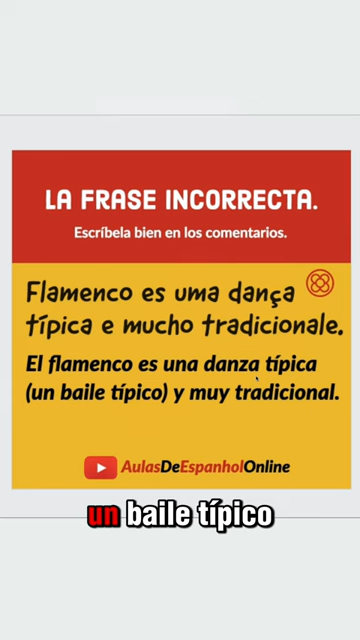 LA FRASE INCORRECTA.
Escríbela bien en los comentarios.
Flamenco es uma dança
típica e mucho tradicionale.
El flamenco es una danza típica
(un baile típico) y muy tradicional.
AulasDeEspanholOnline
un baile típico